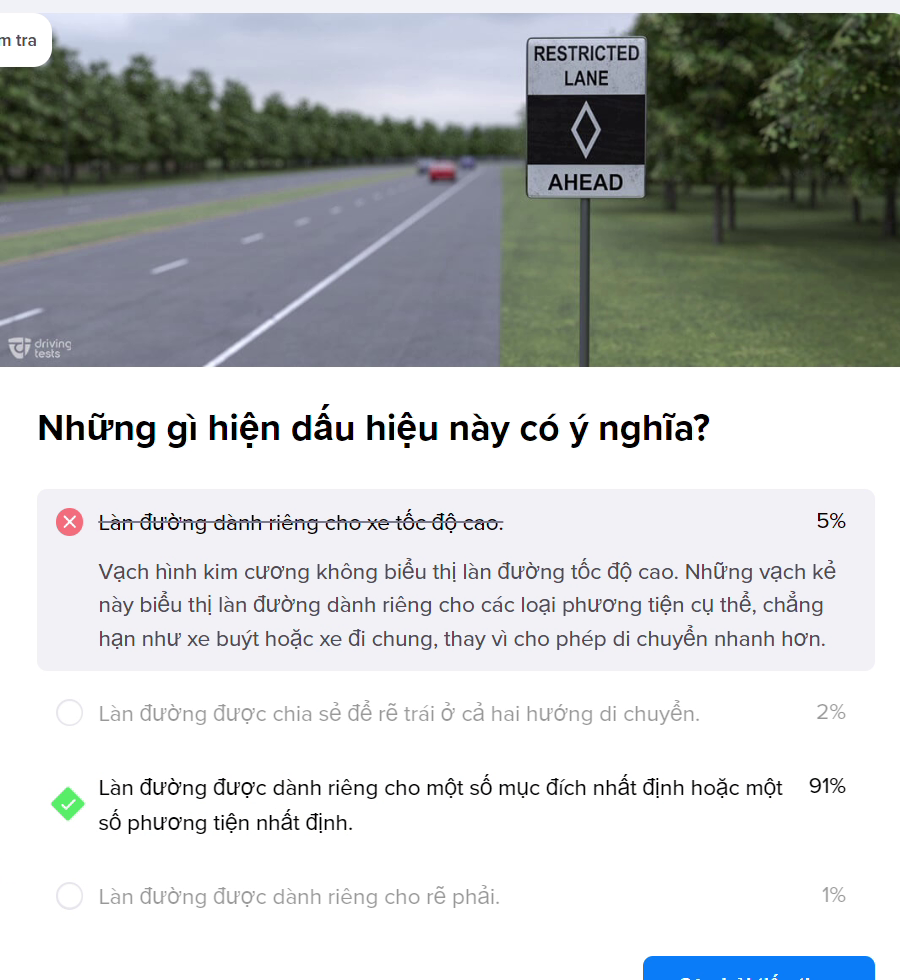 m tra
RESTRICTED
LANE
AHEAD
driving
tests
Những gì hiện dấu hiệu này có ý nghĩa?
Làn đường dành riêng cho xe tốc độ cao.
5%
Vạch hình kim cương không biểu thị làn đường tốc độ cao. Những vạch kẻ
này biểu thị làn đường dành riêng cho các loại phương tiện cụ thể, chẳng
hạn như xe buýt hoặc xe đi chung, thay vì cho phép di chuyển nhanh hơn.
Làn đường được chia sẻ để rẽ trái ở cả hai hướng di chuyển.
2%
Làn đường được dành riêng cho một số mục đích nhất định hoặc một
số phương tiện nhất định.
91%
Làn đường được dành riêng cho rẽ phải.
1%